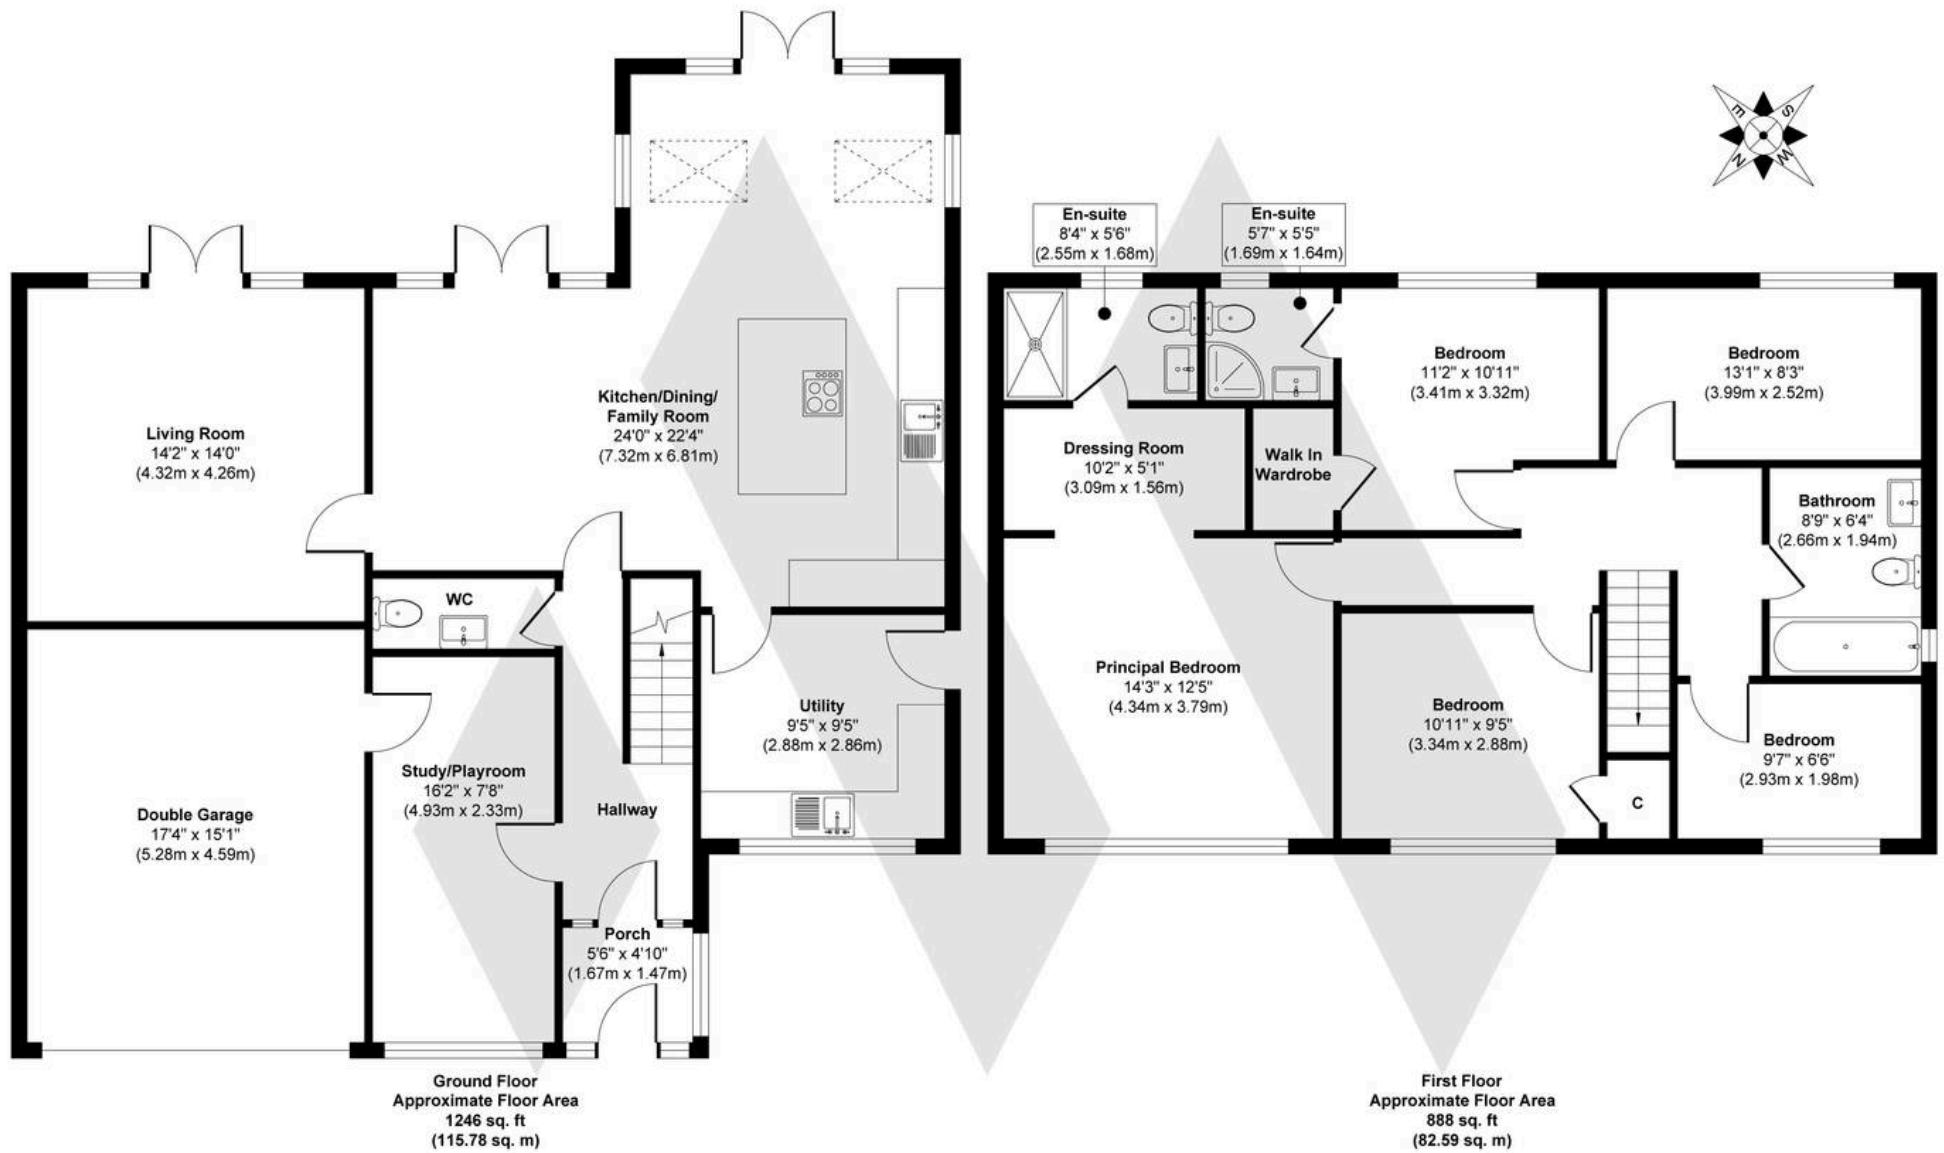 Living Room
14'2" x 14'0"
(4.32m x 4.26m)
Kitchen/Dining/
Family Room
24'0" x 22'4"
(7.32m x 6.81m)
WC
Double Garage
17'4" x 15'1"
(5.28m x 4.59m)
Study/Playroom
16'2" x 7'8"
(4.93m x 2.33m)
Hallway
Utility
9'5" x 9'5"
(2.88m x 2.86m)
Porch
5'6" x 4'10"
(1.67m x 1.47m)
Ground Floor
Approximate Floor Area
1246 sq. ft
(115.78 sq. m)
E
S
N
W
En-suite
8'4" x 5'6"
(2.55m x 1.68m)
En-suite
5'7" x 5'5"
(1.69m x 1.64m)
Bedroom
11'2" x 10'11"
(3.41m x 3.32m)
Bedroom
13'1" x 8'3"
(3.99m x 2.52m)
Dressing Room
10'2" x 5'1"
(3.09m x 1.56m)
Walk In
Wardrobe
Bathroom
8'9" x 6'4"
(2.66m x 1.94m)
Principal Bedroom
14'3" x 12'5"
(4.34m x 3.79m)
Bedroom
10'11" x 9'5"
(3.34m x 2.88m)
C
Bedroom
9'7" x 6'6"
(2.93m x 1.98m)
First Floor
Approximate Floor Area
888 sq. ft
(82.59 sq. m)